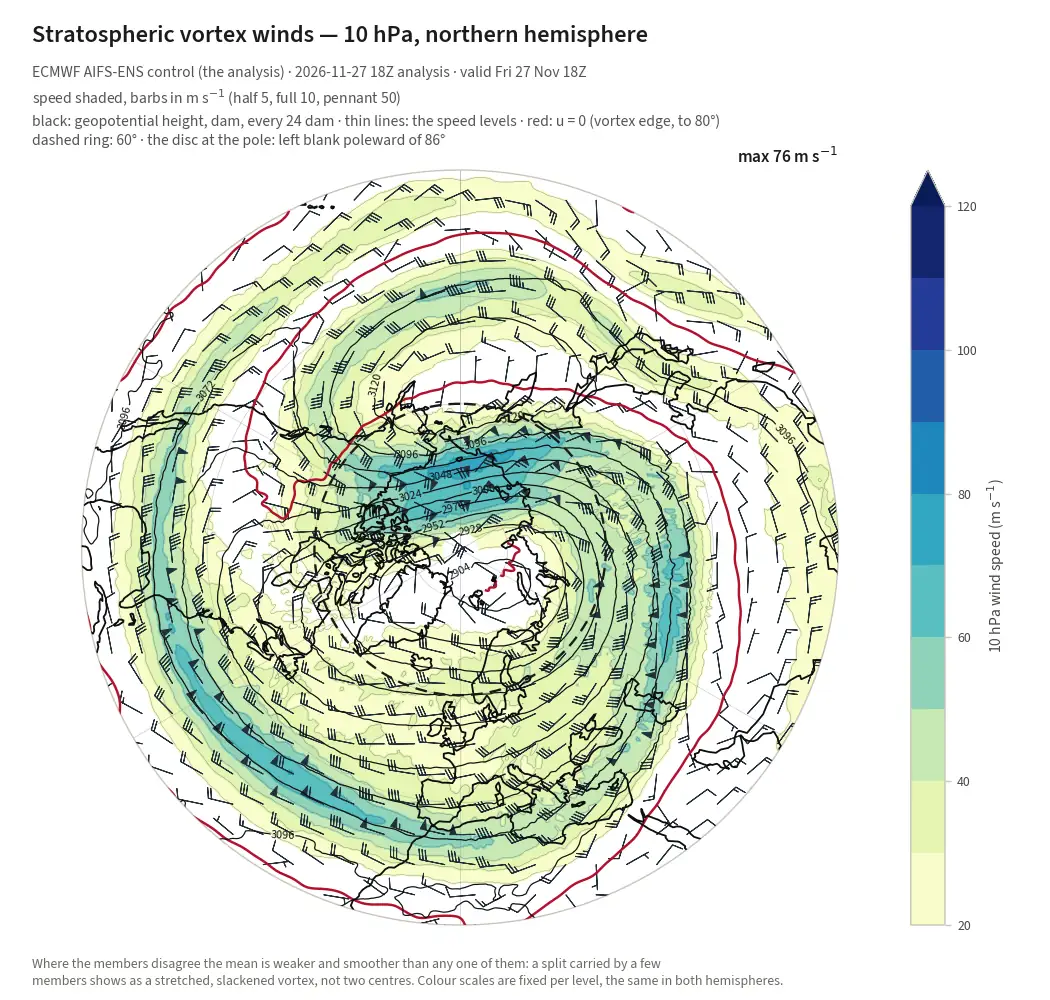 Stratospheric vortex winds — 10 hPa, northern hemisphere
ECMWF AIFS-ENS control (the analysis) · 2026-11-27 18Z analysis · valid Fri 27 Nov 18Z
speed shaded, barbs in m s⁻¹ (half 5, full 10, pennant 50)
black: geopotential height, dam, every 24 dam · thin lines: the speed levels · red: u = 0 (vortex edge, to 80°)
dashed ring: 60° · the disc at the pole: left blank poleward of 86°
max 76 m s⁻¹
120
100
80
60
40
20
10 hPa wind speed (m s⁻¹)
3120
3072
3096
3096
3096
3096
3048
3024
2952
2928
2904
3096
Where the members disagree the mean is weaker and smoother than any one of them: a split carried by a few
members shows as a stretched, slackened vortex, not two centres. Colour scales are fixed per level, the same in both hemispheres.